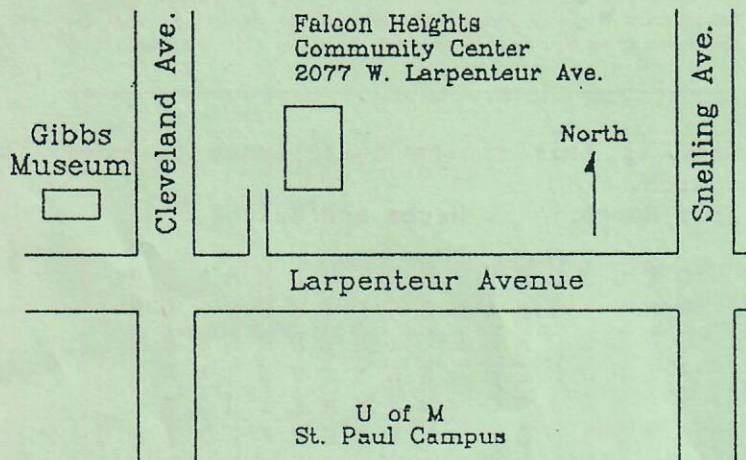 Falcon Heights
Community Center
2077 W. Larpenteur Ave.
Cleveland Ave.
Snelling Ave.
Gibbs
Museum
North
Larpenteur Avenue
U of M
St. Paul Campus